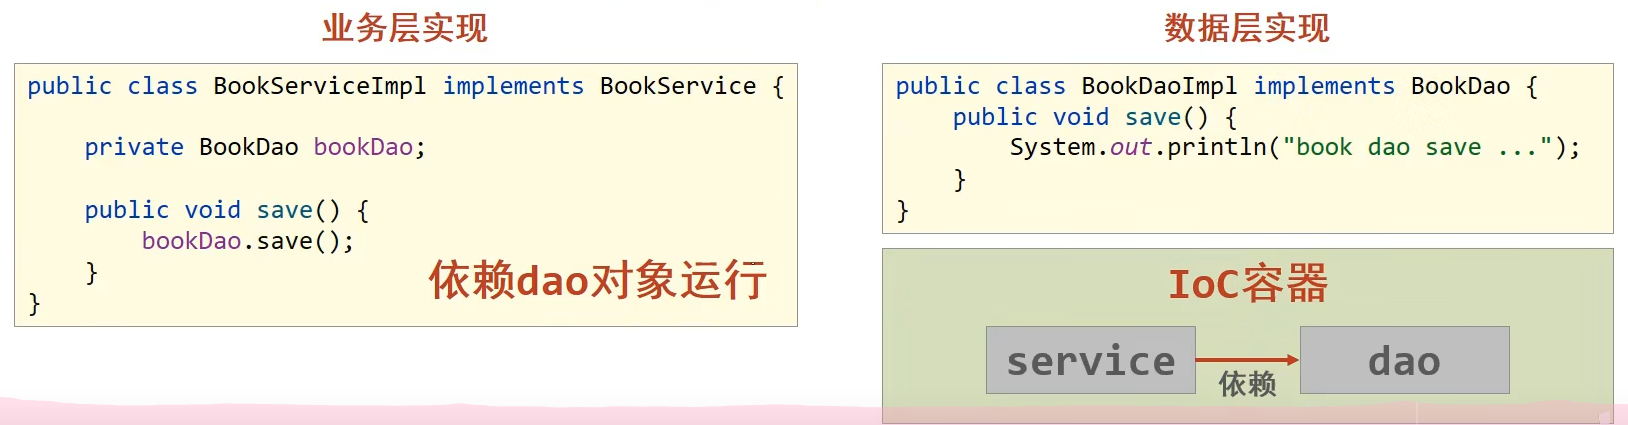 业务层实现
public class BookServiceImpl implements BookService {
private BookDao bookDao;
public void save() {
bookDao.save();
}
}
依赖dao对象运行
数据层实现
public class BookDaoImpl implements BookDao {
public void save() {
System.out.println("book dao save ...");
}
}
IoC容器
service
依赖
dao